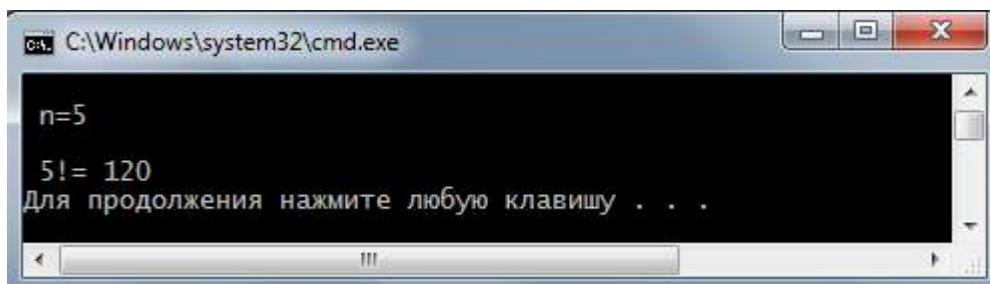 C:\Windows\system32\cmd.exe
n=5
5!= 120
Для продолжения нажмите любую клавишу . . .